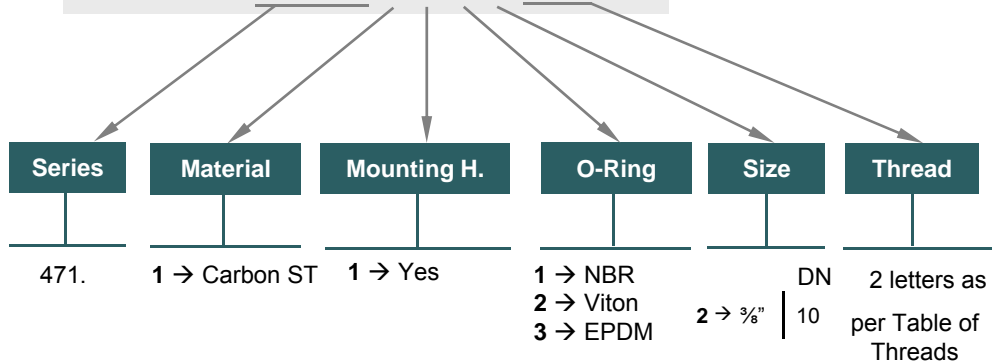 Series Material Mounting H. O-Ring Size Thread
471.
1 → Carbon ST
1 → Yes
1 → NBR
2 → Viton
3 → EPDM
DN
2 → ⅜” 10
2 letters as
per Table of
Threads